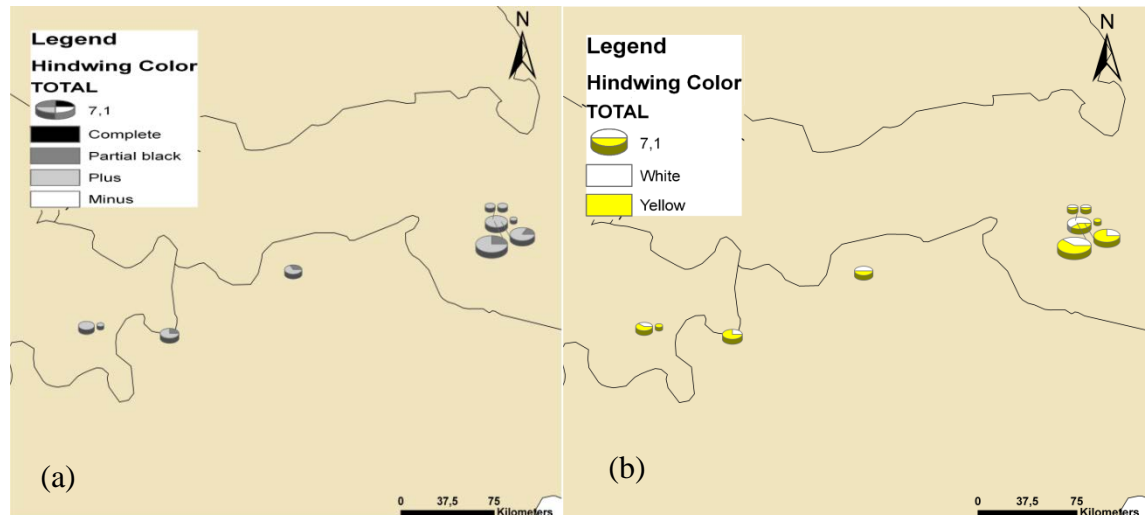 Legend
Hindwing Color
TOTAL
7,1
Complete
Partial black
Plus
Minus
N
(a)
0 37,5 75
Kilometers
Legend
Hindwing Color
TOTAL
7,1
White
Yellow
N
(b)
0 37,5 75
Kilometers